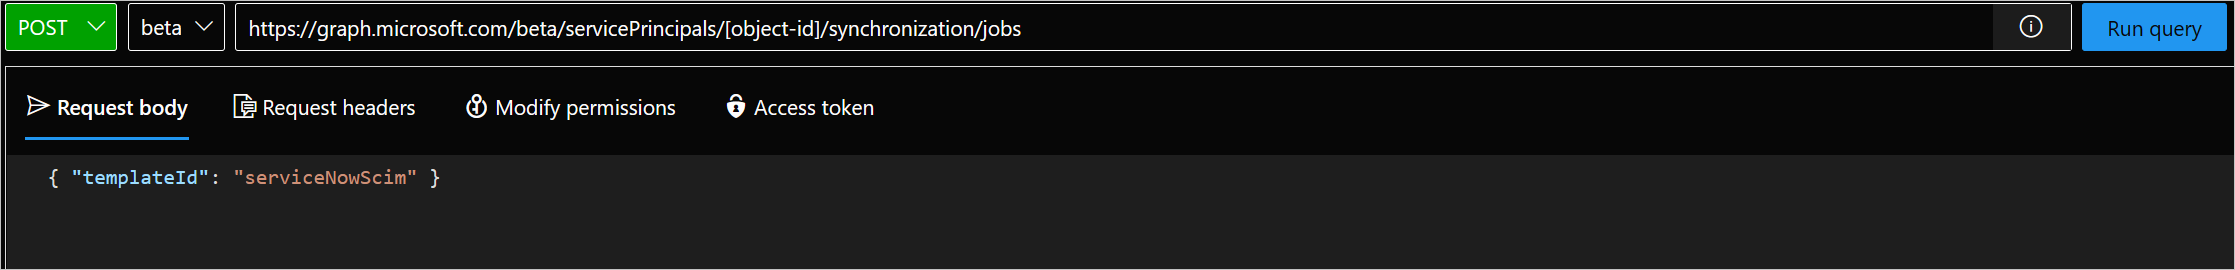 POST beta https://graph.microsoft.com/beta/servicePrincipals/[object-id]/synchronization/jobs Run query
Request body Request headers Modify permissions Access token
{ "templateId": "serviceNowScim" }